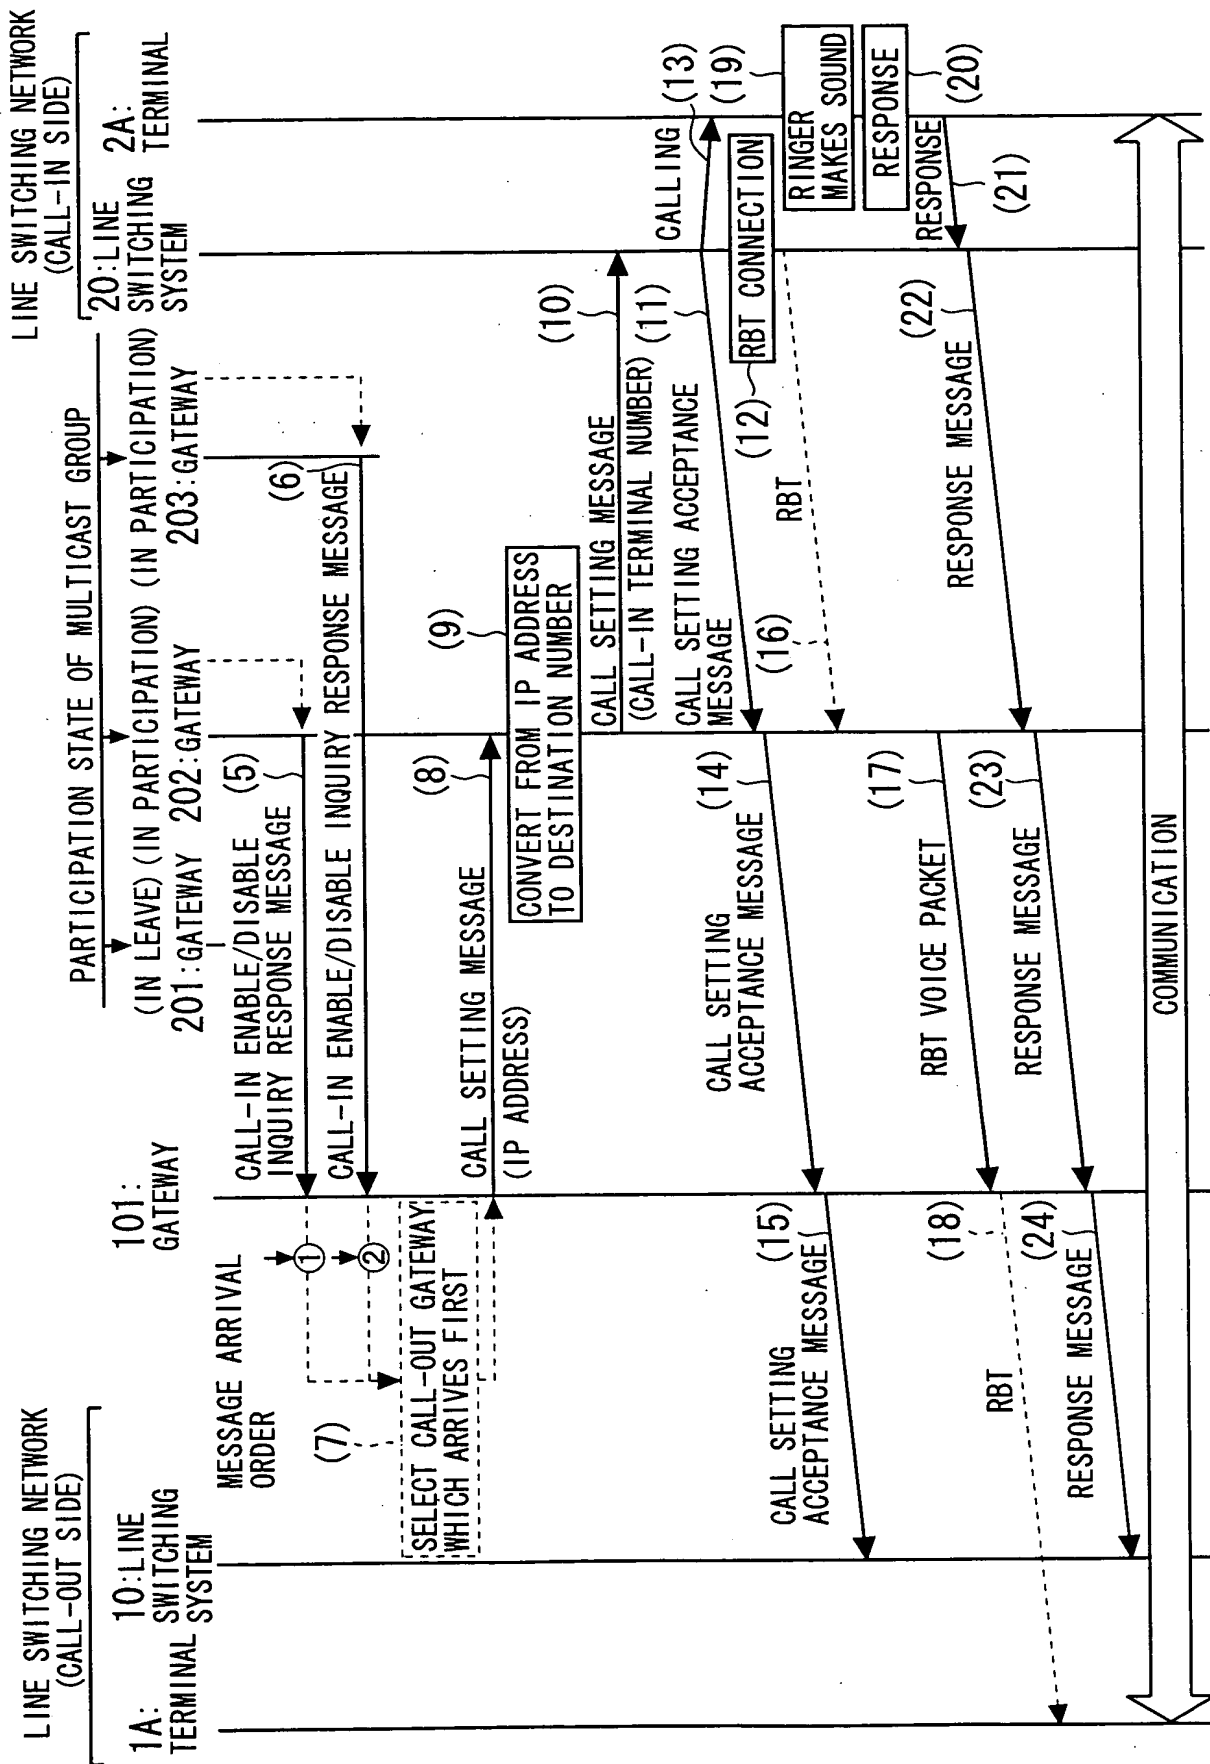 LINE SWITCHING NETWORK
(CALL-OUT SIDE)
1A:
TERMINAL
10:LINE
SWITCHING
SYSTEM
101:
GATEWAY
PARTICIPATION STATE OF MULTICAST GROUP
(IN LEAVE) (IN PARTICIPATION) (IN PARTICIPATION)
201:GATEWAY
202:GATEWAY
203:GATEWAY
LINE SWITCHING NETWORK
(CALL-IN SIDE)
20:LINE
SWITCHING
SYSTEM
2A:
TERMINAL
MESSAGE ARRIVAL
ORDER
①
②
CALL-IN ENABLE/DISABLE
INQUIRY RESPONSE MESSAGE
(5)
CALL-IN ENABLE/DISABLE INQUIRY RESPONSE MESSAGE
(6)
(7)
SELECT CALL-OUT GATEWAY
WHICH ARRIVES FIRST
CALL SETTING MESSAGE
(IP ADDRESS)
(8)
(9)
CONVERT FROM IP ADDRESS
TO DESTINATION NUMBER
CALL SETTING MESSAGE
(CALL-IN TERMINAL NUMBER)
(10)
CALL SETTING ACCEPTANCE
MESSAGE
(11)
CALLING
(13)
(12)
RBT CONNECTION
(19)
RINGER
MAKES SOUND
CALL SETTING
ACCEPTANCE MESSAGE
(14)
CALL SETTING
ACCEPTANCE MESSAGE
(15)
RBT
(16)
RESPONSE
(20)
RBT VOICE PACKET
(17)
RBT
(18)
RESPONSE
(21)
RESPONSE MESSAGE
(22)
RESPONSE MESSAGE
(23)
RESPONSE MESSAGE
(24)
COMMUNICATION